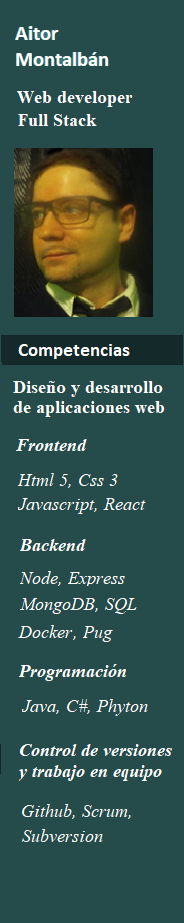 Aitor
Montalbán
Web developer
Full Stack
Competencias
Diseño y desarrollo
de aplicaciones web
Frontend
Html 5, Css 3
Javascript, React
Backend
Node, Express
MongoDB, SQL
Docker, Pug
Programación
Java, C#, Phyton
Control de versiones
y trabajo en equipo
Github, Scrum,
Subversion